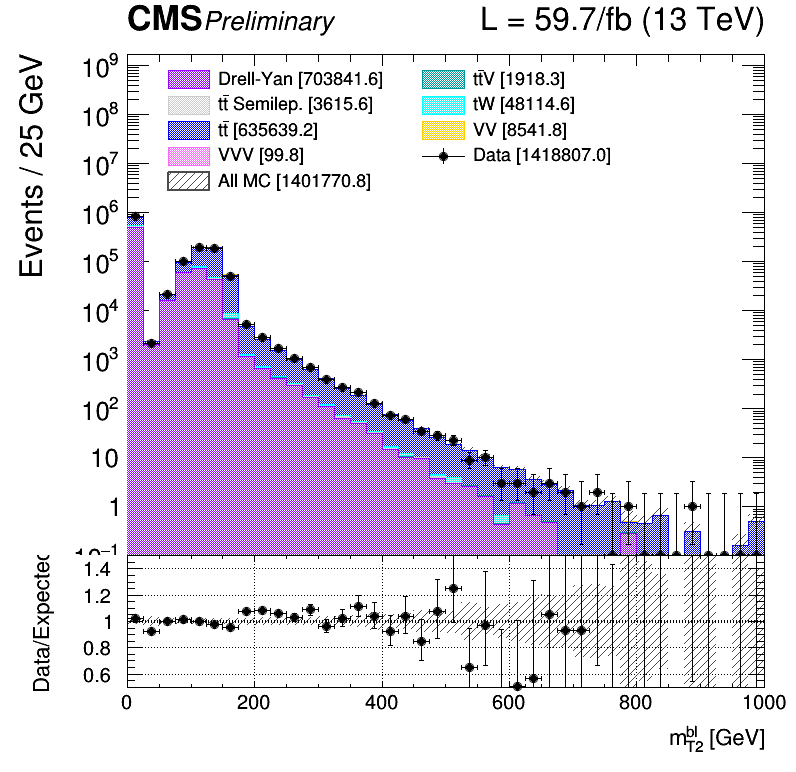 CMS Preliminary L = 59.7/fb (13 TeV)
Events / 25 GeV
Drell-Yan [703841.6]
tt̄ Semilep. [3615.6]
tt̄ [635639.2]
VVV [99.8]
All MC [1401770.8]
tt̄V [1918.3]
tW [48114.6]
VV [8541.8]
Data [1418807.0]
10⁹
10⁸
10⁷
10⁶
10⁵
10⁴
10³
10²
10
1
10⁻¹
Data/Expected
1.4
1.2
1
0.8
0.6
0 200 400 600 800 1000
m_{T2}^{bl} [GeV]